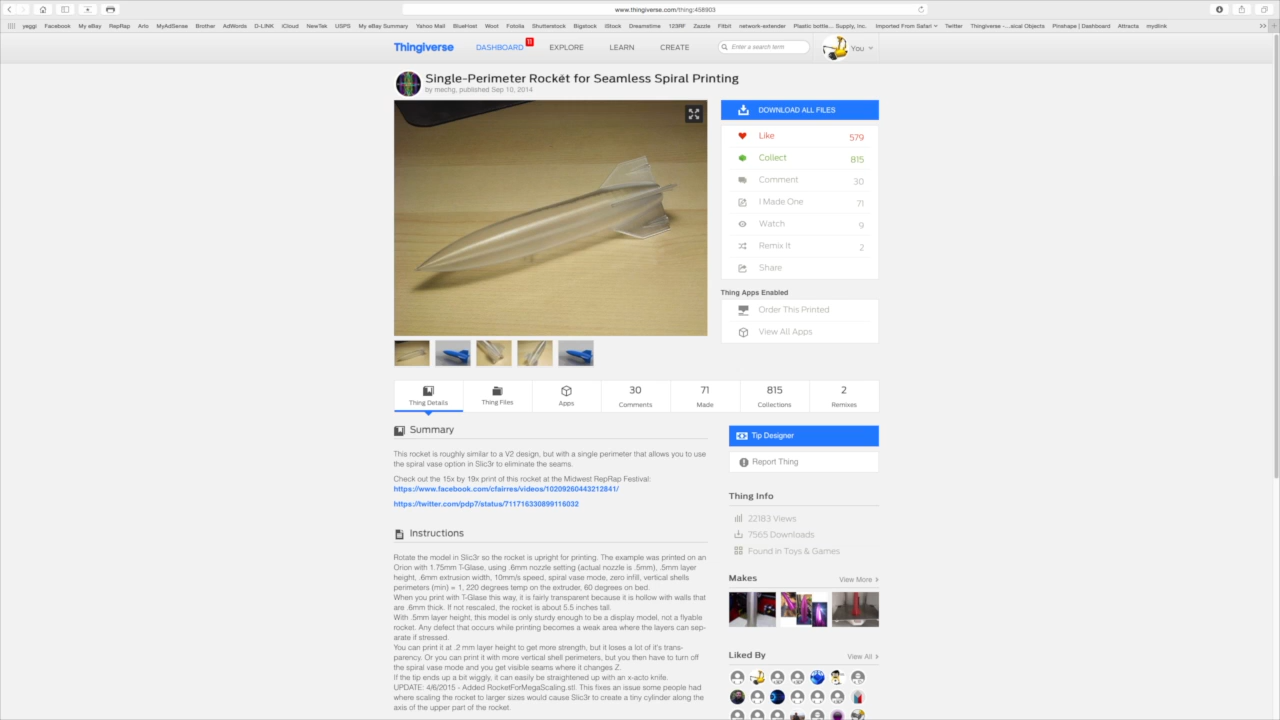 www.thingiverse.com/thing:458903
yeggi Facebook My eBay RepRap Arlo MyAdSense Brother AdWords D-LINK iCloud NewTek USPS My eBay Summary Yahoo Mail BlueHost Woot Fotolia Shutterstock Bigstock iStock Dreamstime 123RF Zazzle Fitbit network-extender Plastic bottle... Supply, Inc. Imported From Safari Twitter Thingiverse -...sical Objects Pinshape | Dashboard Attracta mydlink
Thingiverse DASHBOARD 11 EXPLORE LEARN CREATE Enter a search term You
Single-Perimeter Rocket for Seamless Spiral Printing
by mechg, published Sep 10, 2014
DOWNLOAD ALL FILES
Like 579
Collect 815
Comment 30
I Made One 71
Watch 9
Remix It 2
Share
Thing Apps Enabled
Order This Printed
View All Apps
30 71 815 2
Thing Details Thing Files Apps Comments Made Collections Remixes
Summary
This rocket is roughly similar to a V2 design, but with a single perimeter that allows you to use
the spiral vase option in Slic3r to eliminate the seams.
Check out the 15x by 19x print of this rocket at the Midwest RepRap Festival:
https://www.facebook.com/cfairres/videos/10209260443212841/
https://twitter.com/pdp7/status/711716330899116032
Instructions
Rotate the model in Slic3r so the rocket is upright for printing. The example was printed on an
Orion with 1.75mm T-Glase, using .6mm nozzle setting (actual nozzle is .5mm), .5mm layer
height, .6mm extrusion width, 10mm/s speed, spiral vase mode, zero infill, vertical shells
perimeters (min) = 1, 220 degrees temp on the extruder, 60 degrees on bed.
When you print with T-Glase this way, it is fairly transparent because it is hollow with walls that
are .6mm thick. If not rescaled, the rocket is about 5.5 inches tall.
With .5mm layer height, this model is only sturdy enough to be a display model, not a flyable
rocket. Any defect that occurs while printing becomes a weak area where the layers can sep-
arate if stressed.
You can print it at .2 mm layer height to get more strength, but it loses a lot of it's trans-
parency. Or you can print it with more vertical shell perimeters, but you then have to turn off
the spiral vase mode and you get visible seams where it changes Z.
If the tip ends up a bit wiggly, it can easily be straightened up with an x-acto knife.
UPDATE: 4/6/2015 - Added RocketForMegaScaling.stl. This fixes an issue some people had
where scaling the rocket to larger sizes would cause Slic3r to create a tiny cylinder along the
axis of the upper part of the rocket.
Tip Designer
Report Thing
Thing Info
22183 Views
7565 Downloads
Found in Toys & Games
Makes View More
Liked By View All